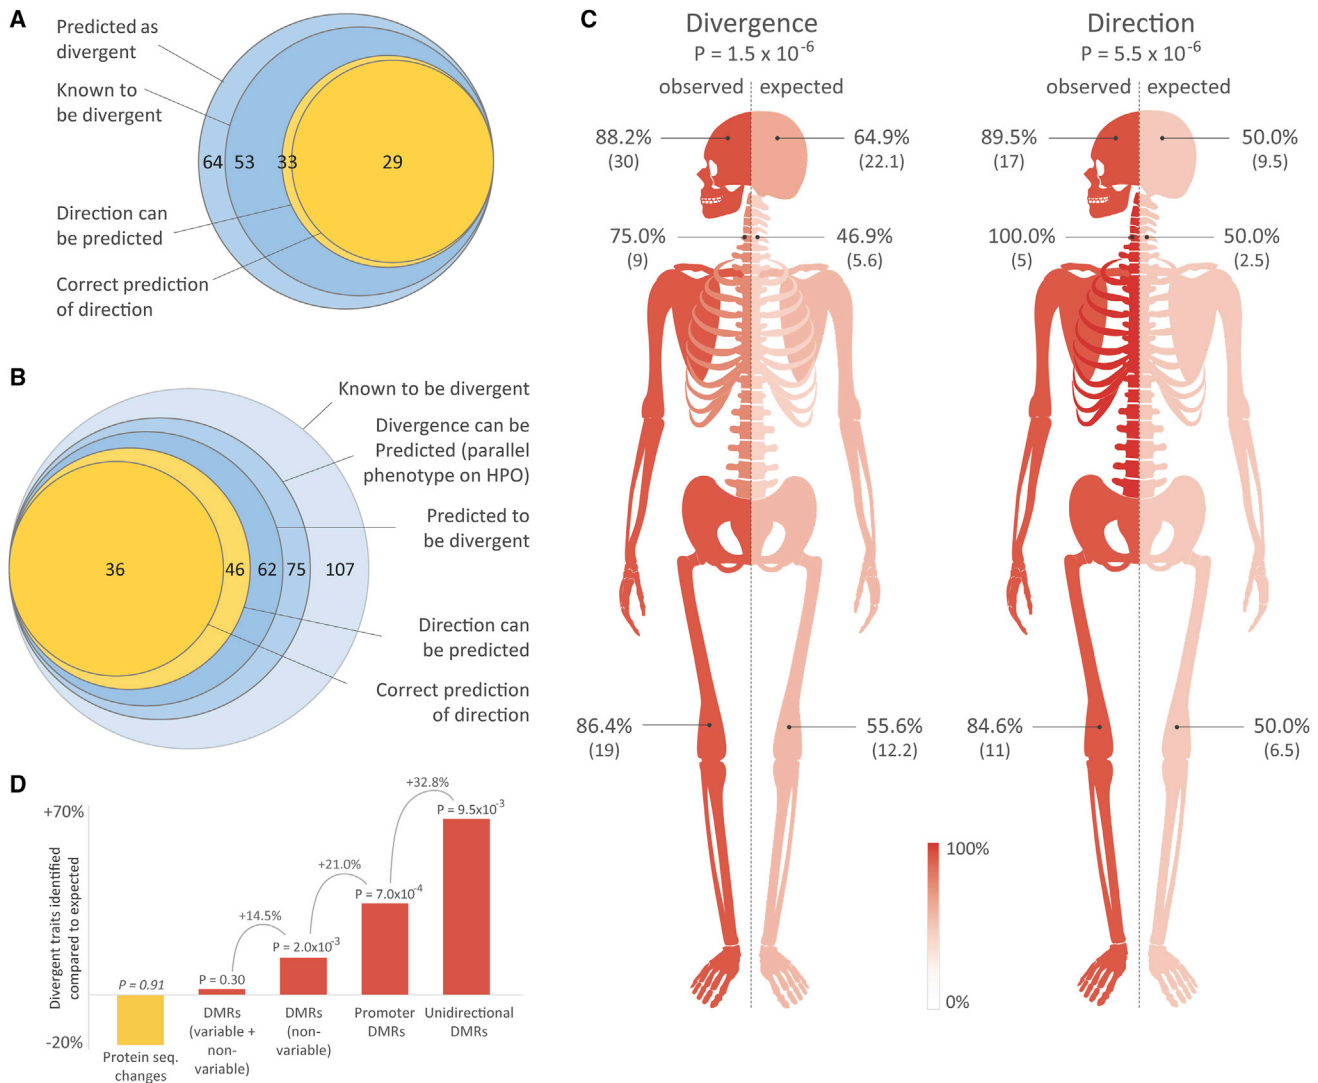 A
Predicted as
divergent
Known to
be divergent
64
53
33
29
Direction can
be predicted
Correct prediction
of direction
B
Known to be divergent
Divergence can be
Predicted (parallel
phenotype on HPO)
Predicted to
be divergent
36
46
62
75
107
Direction can
be predicted
Correct prediction
of direction
C
Divergence
P = 1.5 x 10-6
observed
expected
88.2%
(30)
64.9%
(22.1)
75.0%
(9)
46.9%
(5.6)
86.4%
(19)
55.6%
(12.2)
Direction
P = 5.5 x 10-6
observed
expected
89.5%
(17)
50.0%
(9.5)
100.0%
(5)
50.0%
(2.5)
84.6%
(11)
50.0%
(6.5)
100%
0%
D
Divergent traits identified
compared to expected
+70%
-20%
P = 0.91
P = 0.30
+14.5%
P = 2.0x10-3
+21.0%
P = 7.0x10-4
+32.8%
P = 9.5x10-3
Protein seq.
changes
DMRs
(variable +
non-
variable)
DMRs
(non-
variable)
Promoter
DMRs
Unidirectional
DMRs